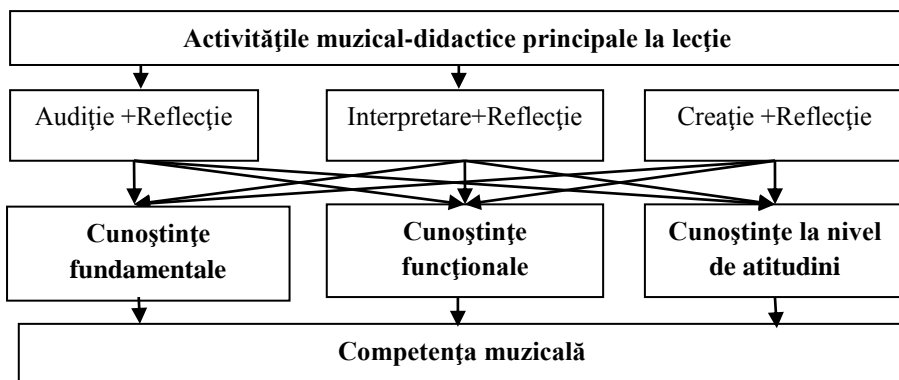 Activităţile muzical-didactice principale la lecţie
Audiţie +Reflecţie
Interpretare+Reflecţie
Creaţie +Reflecţie
Cunoştinţe
fundamentale
Cunoştinţe
funcţionale
Cunoştinţe la nivel
de atitudini
Competenţa muzicală